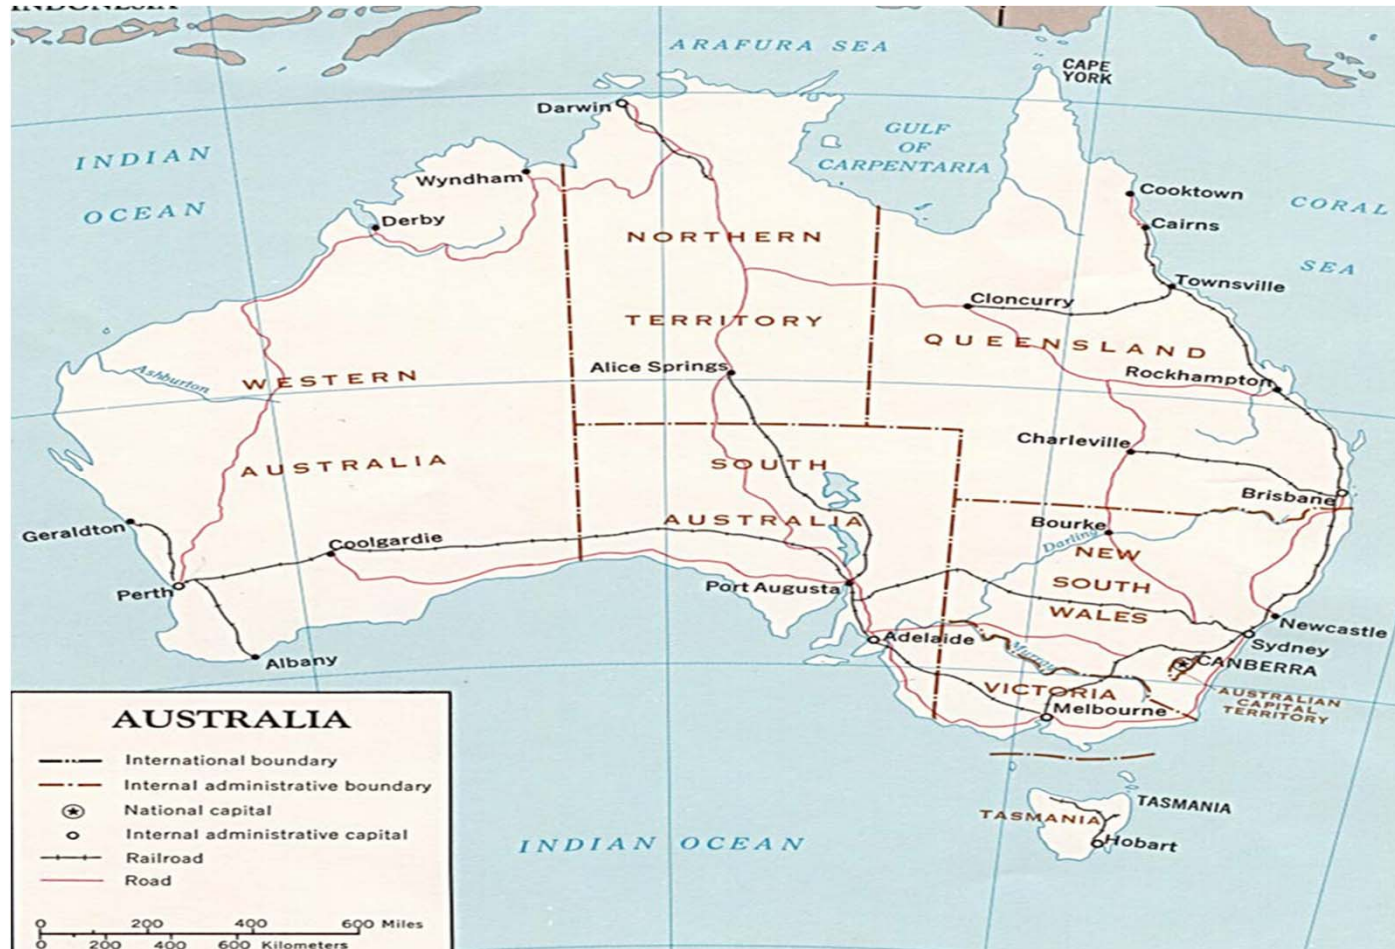 INDONESIA
ARAFURA SEA
CAPE
YORK
Darwin
GULF
OF
CARPENTARIA
INDIAN
OCEAN
Wyndham
Derby
Cooktown
Cairns
CORAL
SEA
NORTHERN
TERRITORY
Townsville
Cloncurry
QUEENSLAND
Alice Springs
Rockhampton
Ashburton
WESTERN
AUSTRALIA
Charleville
SOUTH
AUSTRALIA
Brisbane
Bourke
Darling
Geraldton
Coolgardie
NEW
SOUTH
WALES
Perth
Port Augusta
Newcastle
Adelaide
Sydney
Murray
CANBERRA
Albany
VICTORIA
AUSTRALIAN
CAPITAL
TERRITORY
Melbourne
TASMANIA
TASMANIA
Hobart
INDIAN OCEAN
AUSTRALIA
International boundary
Internal administrative boundary
National capital
Internal administrative capital
Railroad
Road
0 200 400 600 Miles
0 200 400 600 Kilometers